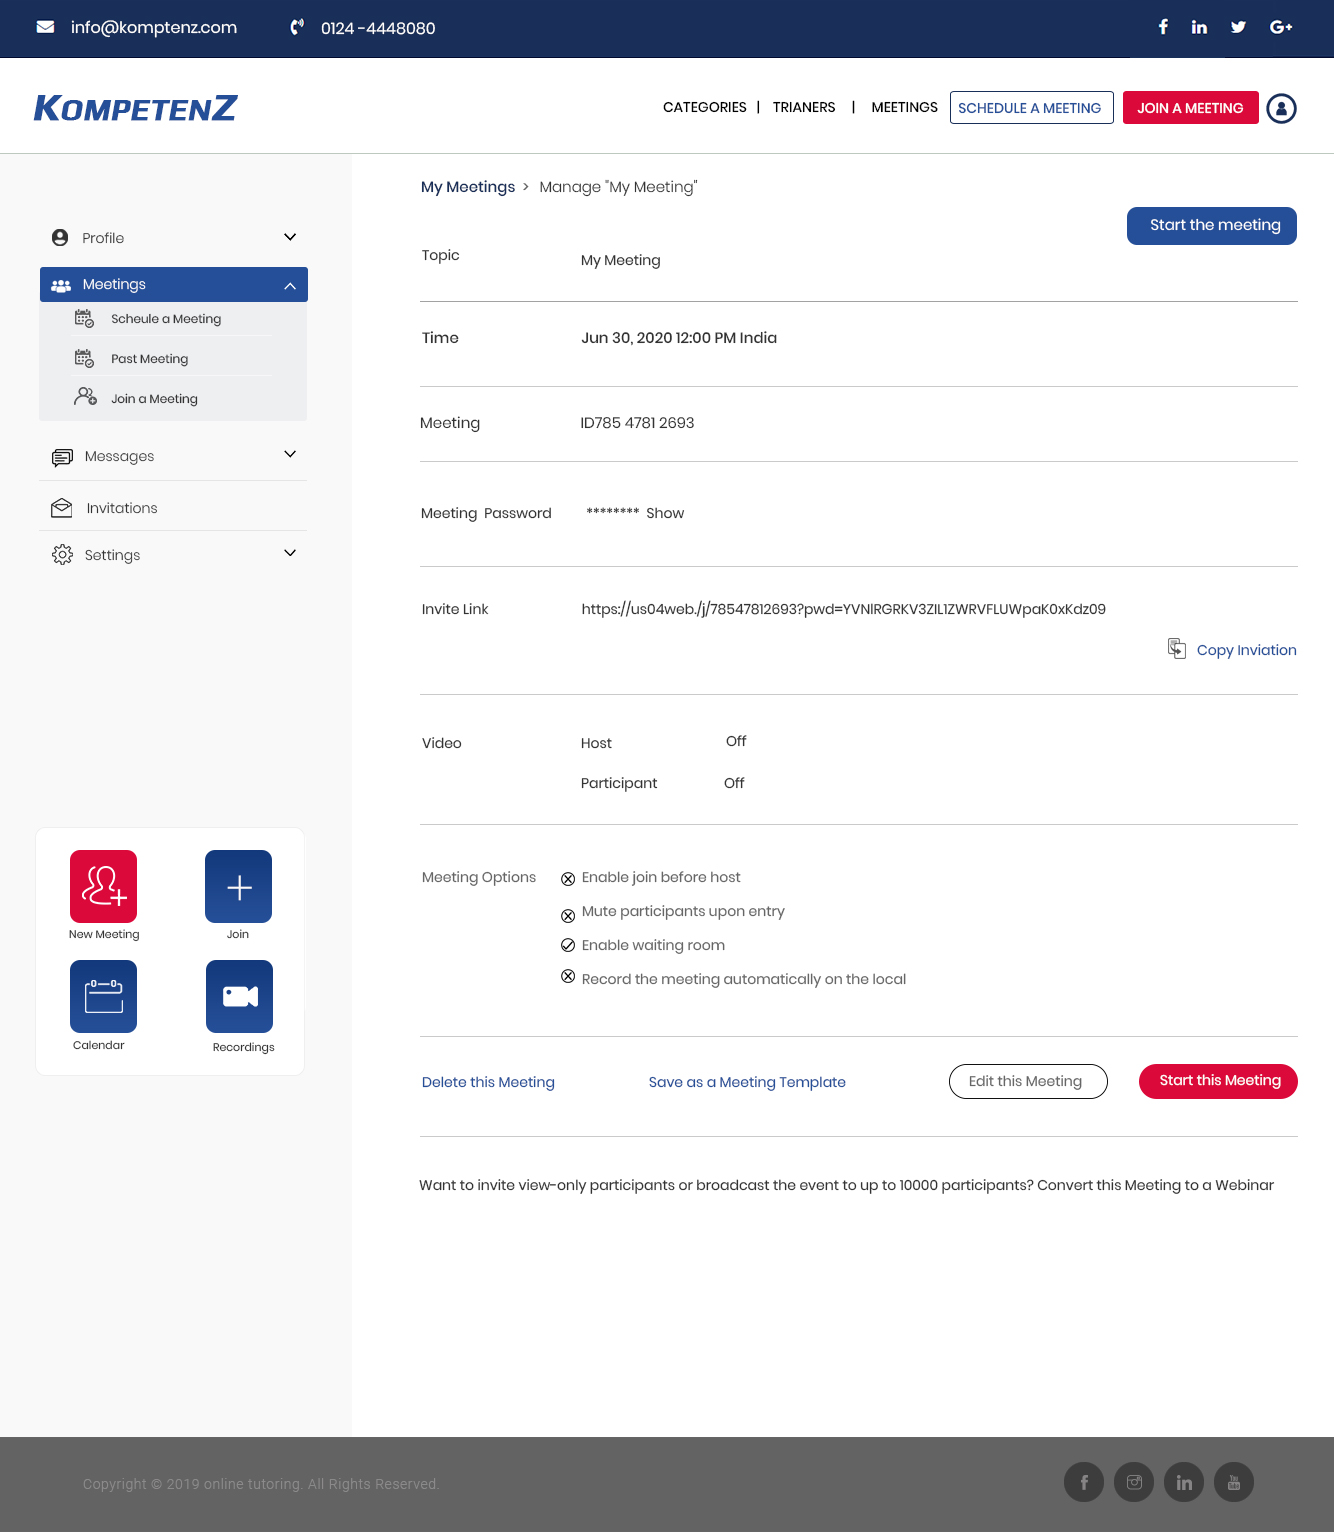 info@komptenz.com 0124 -4448080
KOMPETENZ
CATEGORIES | TRIANERS | MEETINGS SCHEDULE A MEETING JOIN A MEETING
My Meetings > Manage "My Meeting"
Start the meeting
Profile
Meetings
Scheule a Meeting
Past Meeting
Join a Meeting
Messages
Invitations
Settings
New Meeting Join
Calendar Recordings
Topic My Meeting
Time Jun 30, 2020 12:00 PM India
Meeting ID785 4781 2693
Meeting Password ******** Show
Invite Link https://us04web./j/78547812693?pwd=YVNlRGRKV3ZIL1ZWRVFLUWpaK0xKdz09
Copy Inviation
Video Host Off
Participant Off
Meeting Options Enable join before host
Mute participants upon entry
Enable waiting room
Record the meeting automatically on the local
Delete this Meeting Save as a Meeting Template Edit this Meeting Start this Meeting
Want to invite view-only participants or broadcast the event to up to 10000 participants? Convert this Meeting to a Webinar
Copyright © 2019 online tutoring. All Rights Reserved.